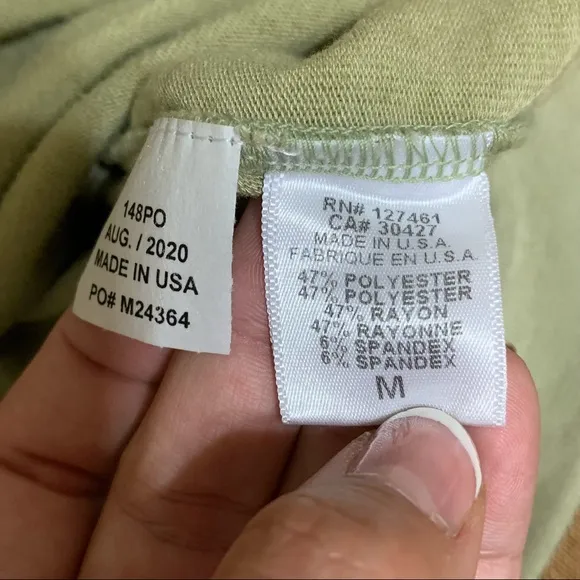 148PO
AUG. / 2020
MADE IN USA
PO# M24364
RN# 127461
CA# 30427
MADE IN U.S.A.
FABRIQUE EN U.S.A.
47% POLYESTER
47% POLYESTER
47% RAYON
47% RAYONNE
6% SPANDEX
6% SPANDEX
M